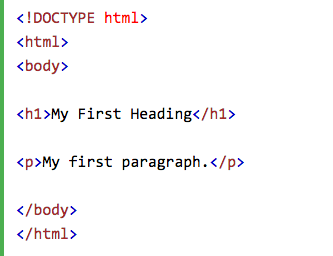 <!DOCTYPE html>
<html>
<body>
<h1>My First Heading</h1>
<p>My first paragraph.</p>
</body>
</html>